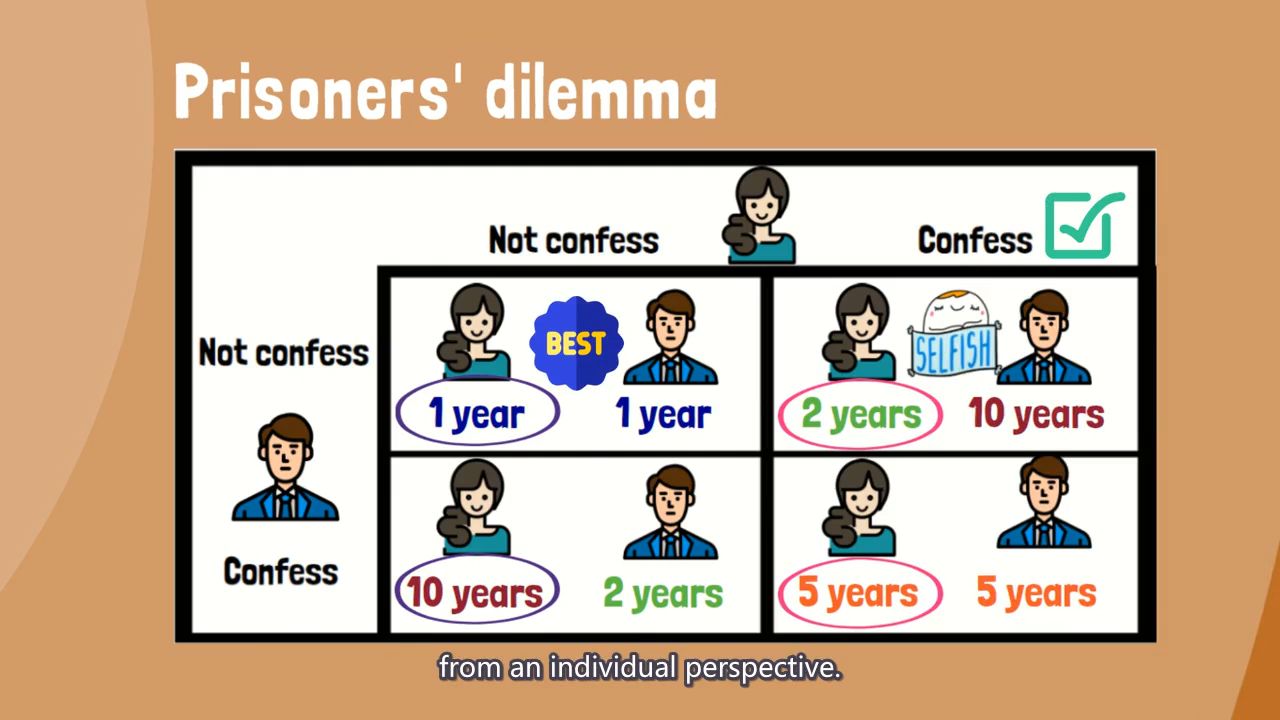 Prisoners' dilemma
Not confess
Confess
Not confess
BEST
SELFISH
1 year
1 year
2 years
10 years
Confess
10 years
2 years
5 years
5 years
from an individual perspective.